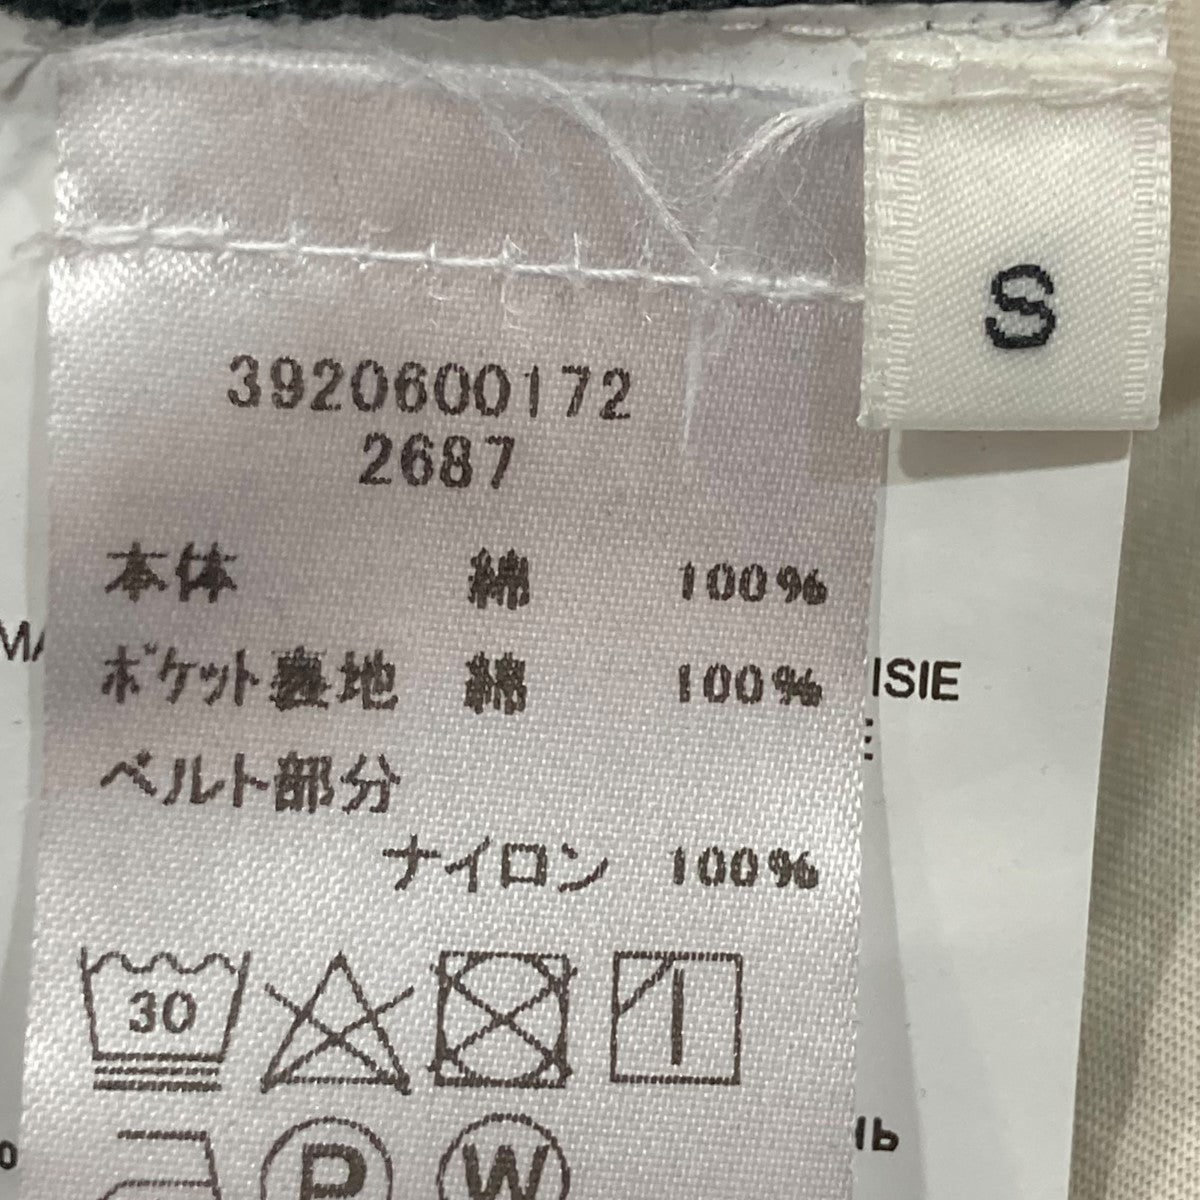 S
3920600172
2687
本体 綿 100%
ポケット裏地 綿 100%
ベルト部分
ナイロン 100%
ISIE
30
P W